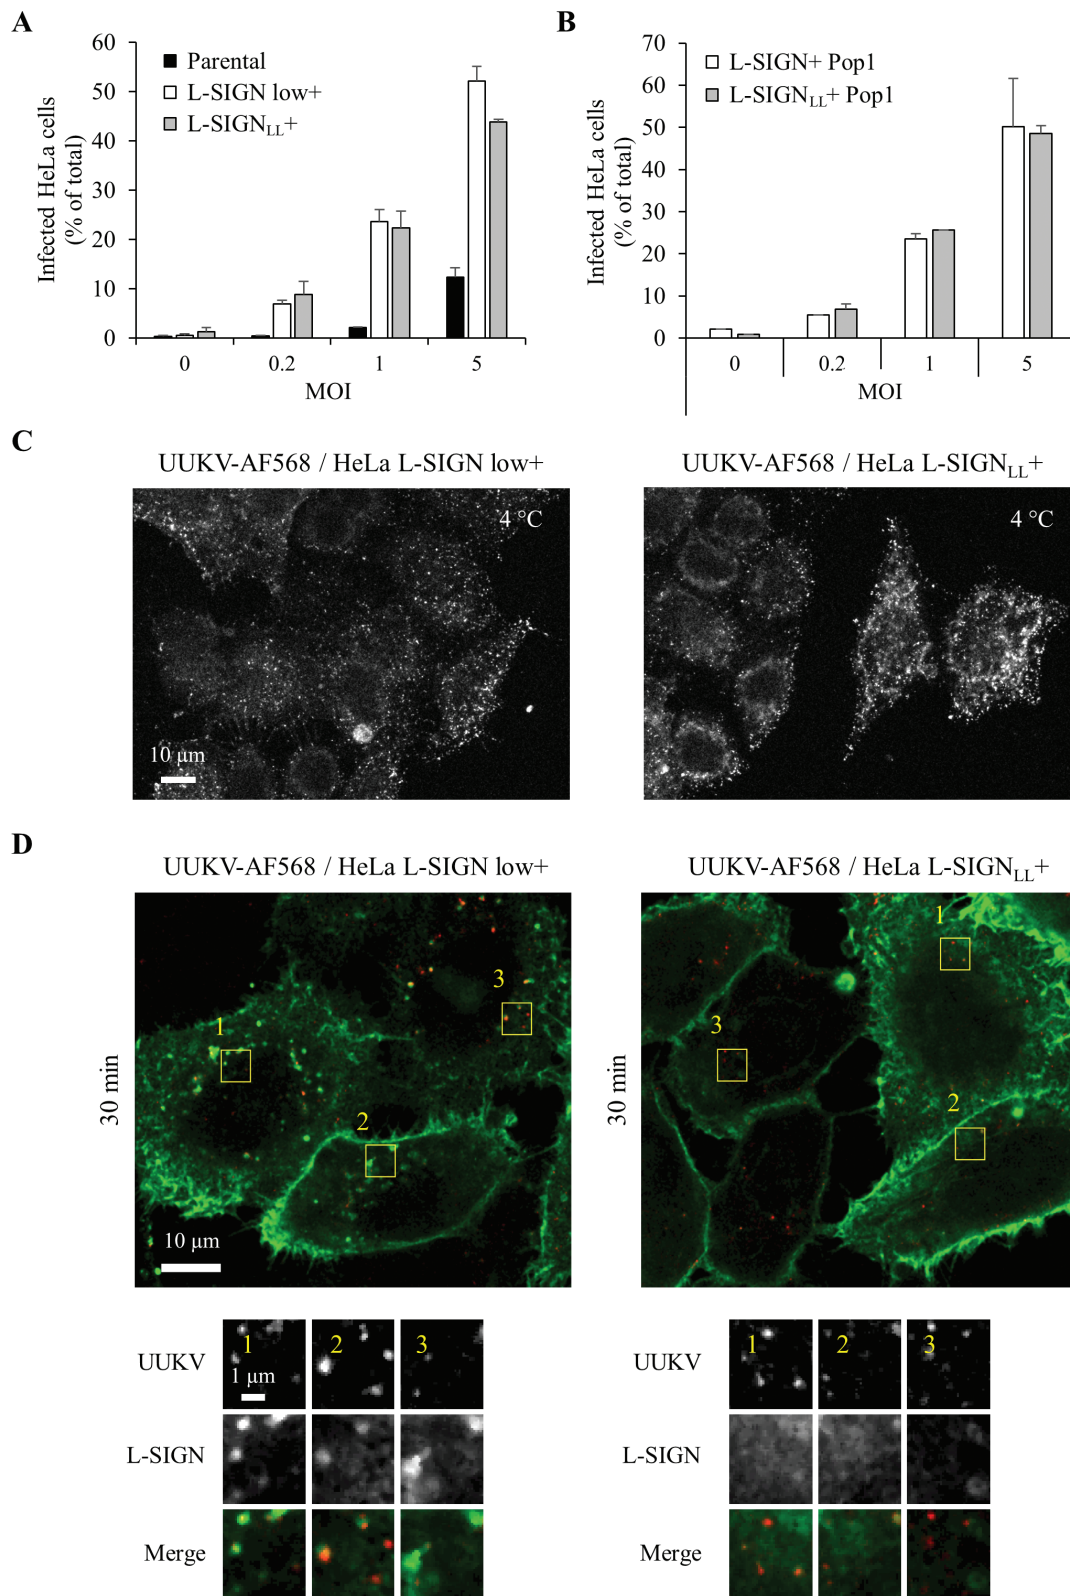 A
B
60
50
40
30
20
10
0
Infected HeLa cells
(% of total)
Parental
L-SIGN low+
L-SIGN_LL+
0 0.2 1 5
MOI
70
60
50
40
30
20
10
0
Infected HeLa cells
(% of total)
L-SIGN+ Pop1
L-SIGN_LL+ Pop1
0 0.2 1 5
MOI
C
UUKV-AF568 / HeLa L-SIGN low+
4 °C
10 μm
UUKV-AF568 / HeLa L-SIGN_LL+
4 °C
D
UUKV-AF568 / HeLa L-SIGN low+
30 min
1
2
3
10 μm
UUKV-AF568 / HeLa L-SIGN_LL+
30 min
1
3
2
UUKV
1 2 3
1 μm
L-SIGN
Merge
UUKV
1 2 3
L-SIGN
Merge